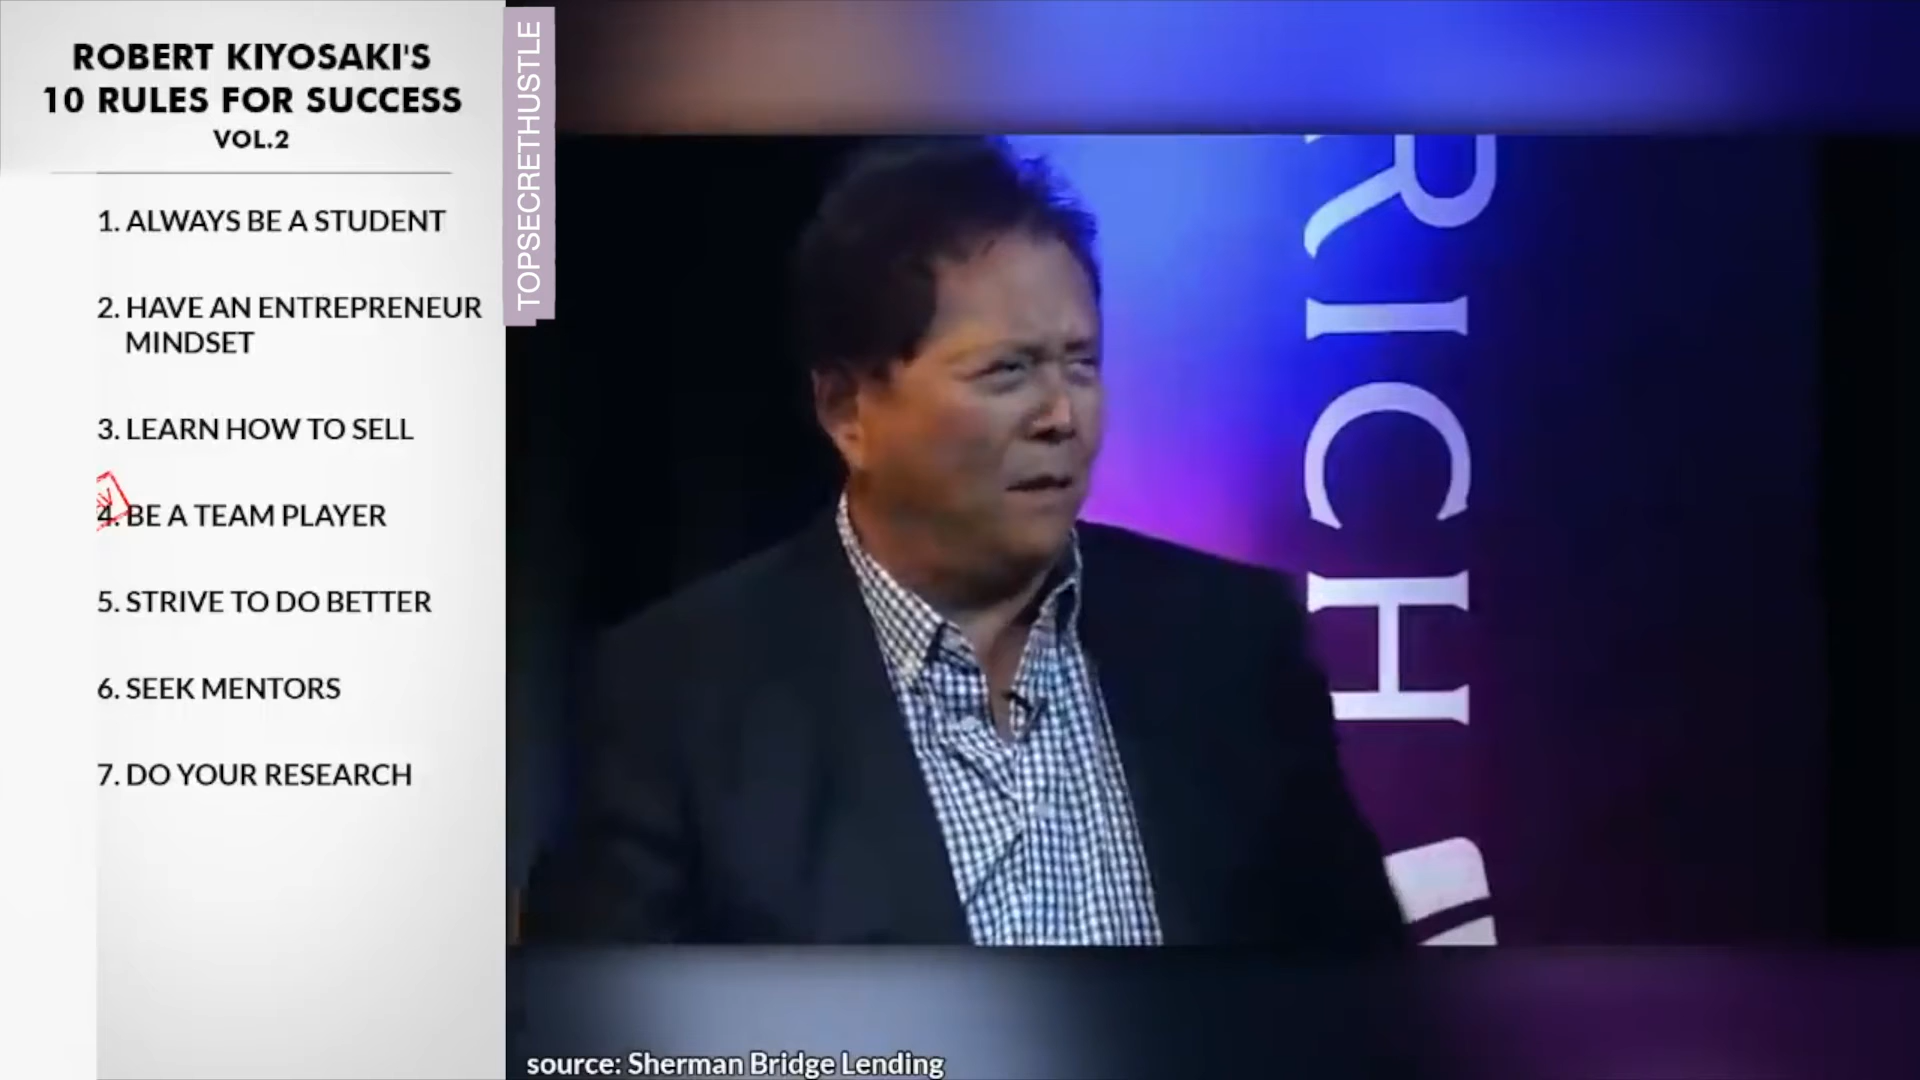 ROBERT KIYOSAKI'S
10 RULES FOR SUCCESS
VOL.2
1. ALWAYS BE A STUDENT
2. HAVE AN ENTREPRENEUR
MINDSET
3. LEARN HOW TO SELL
4. BE A TEAM PLAYER
5. STRIVE TO DO BETTER
6. SEEK MENTORS
7. DO YOUR RESEARCH
TOPSECRETHUSTLE
RICH
source: Sherman Bridge Lending